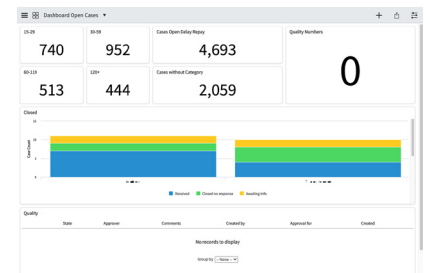 Dashboard Open Cases ▼
15-29
30-59
Cases Open Delay Repay
Quality Numbers
740
952
4,693
0
60-119
120+
Cases without Category
513
444
2,059
Closed
15
10
5
0
Case Count
Resolved
Closed no response
Awaiting Info
Quality
State
Approver
Comments
Created by
Approval for
Created
No records to display
Group by -- None --